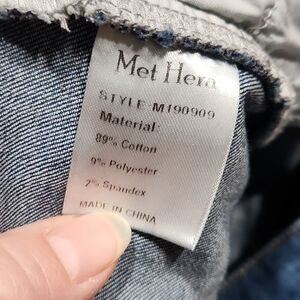 Met Hera
STYLE M190909
Material:
89% Cotton
9% Polyester
2% Spandex
MADE IN CHINA